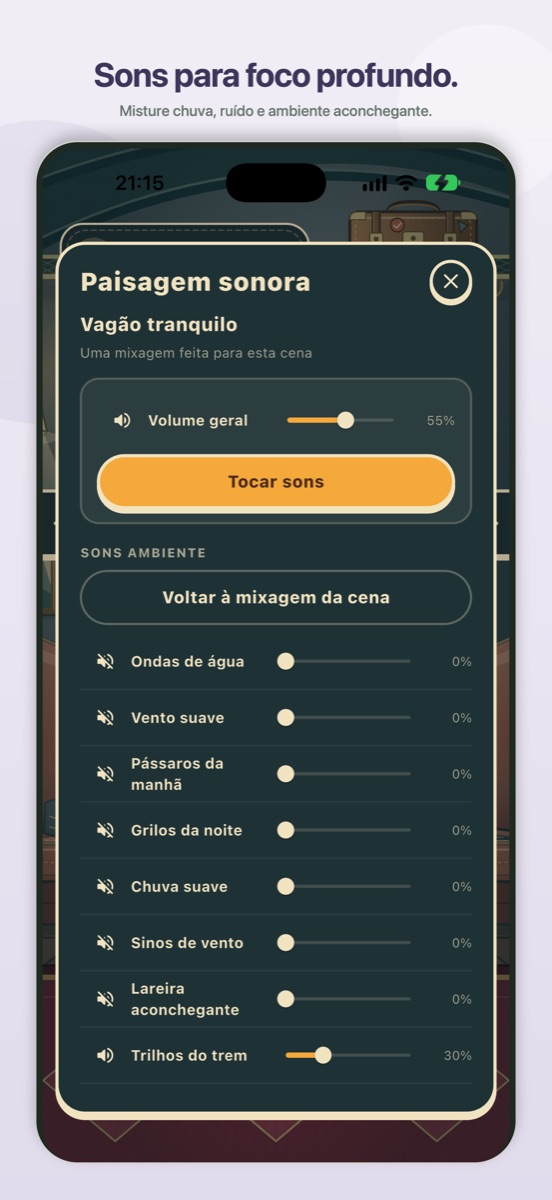 Sons para foco profundo.
Misture chuva, ruído e ambiente aconchegante.
21:15
Paisagem sonora
Vagão tranquilo
Uma mixagem feita para esta cena
Volume geral 55%
Tocar sons
SONS AMBIENTE
Voltar à mixagem da cena
Ondas de água 0%
Vento suave 0%
Pássaros da
manhã 0%
Grilos da noite 0%
Chuva suave 0%
Sinos de vento 0%
Lareira
aconchegante 0%
Trilhos do trem 30%